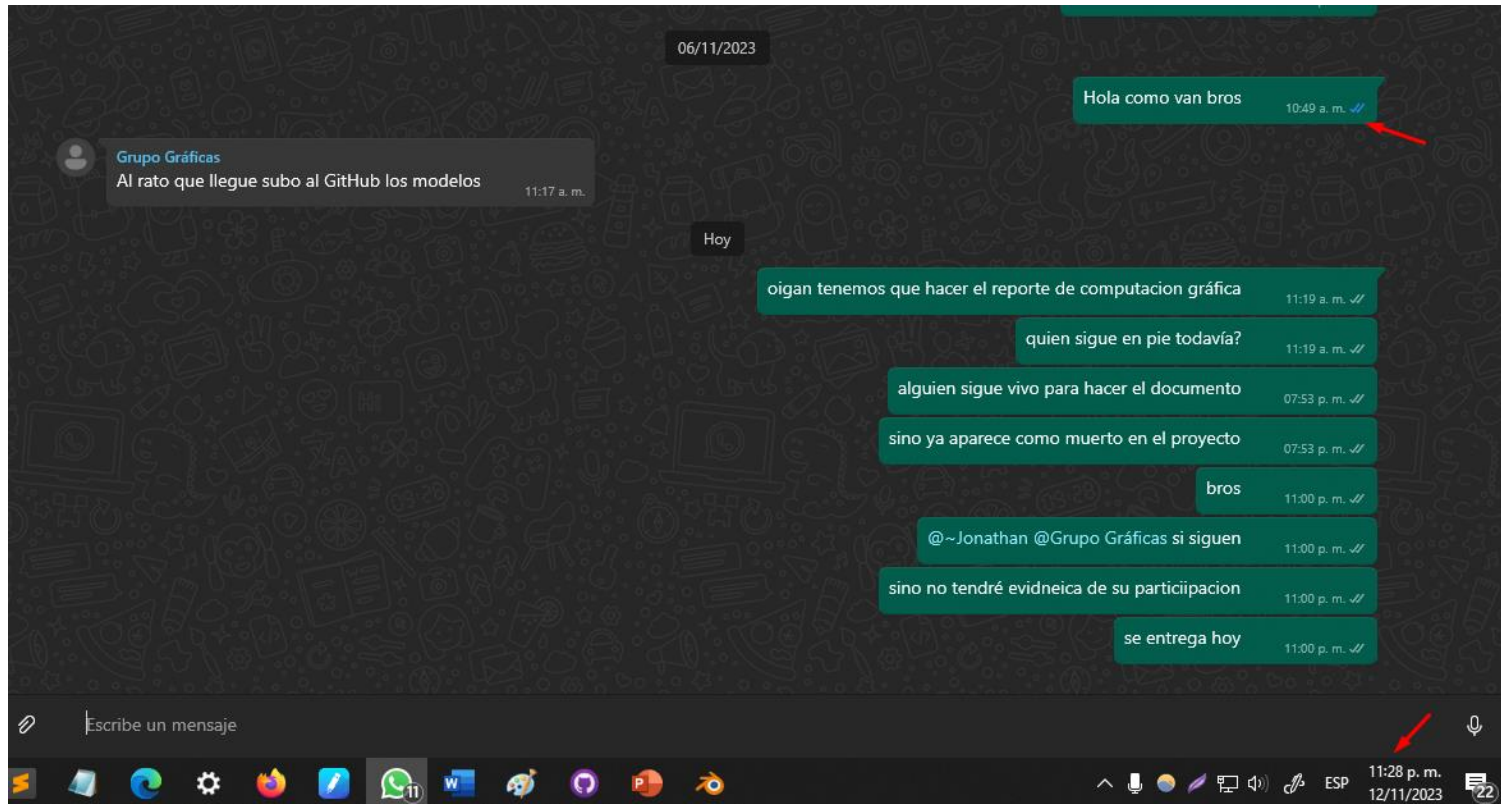 06/11/2023
Hola como van bros
10:49 a. m.
Grupo Gráficas
Al rato que llegue subo al GitHub los modelos
11:17 a. m.
Hoy
oigan tenemos que hacer el reporte de computacion gráfica
11:19 a. m.
quien sigue en pie todavía?
11:19 a. m.
alguien sigue vivo para hacer el documento
07:53 p. m.
sino ya aparece como muerto en el proyecto
07:53 p. m.
bros
11:00 p. m.
@~Jonathan @Grupo Gráficas si siguen
11:00 p. m.
sino no tendré evidneica de su particiipacion
11:00 p. m.
se entrega hoy
11:00 p. m.
Escribe un mensaje
11
ESP
11:28 p. m.
12/11/2023
22